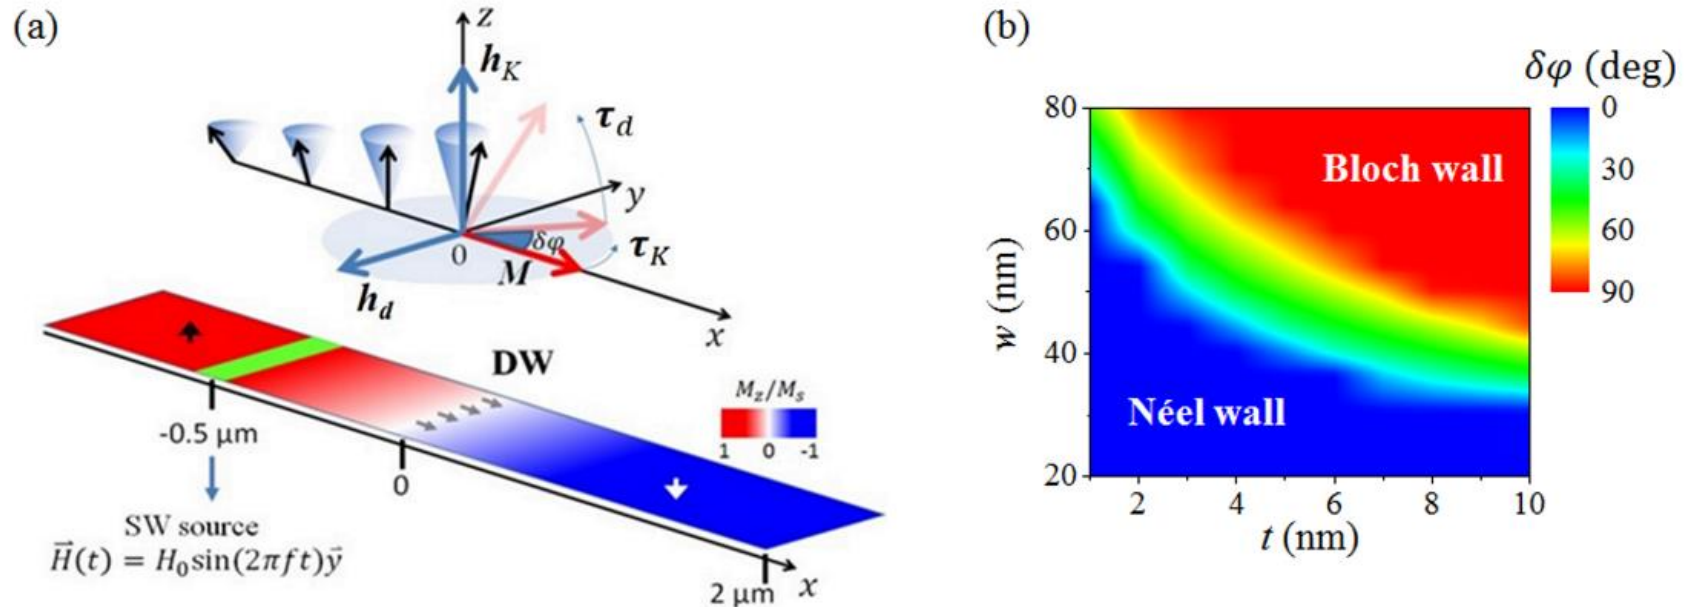 (a)
z
h_K
τ_d
y
δφ
τ_K
0
M
h_d
x
DW
M_z/M_s
1 0 -1
-0.5 μm
0
SW source
H⃗(t) = H₀sin(2πft)y⃗
2 μm x
(b)
δφ (deg)
80
60
40
20
w (nm)
Bloch wall
Néel wall
0
30
60
90
2 4 6 8 10
t (nm)